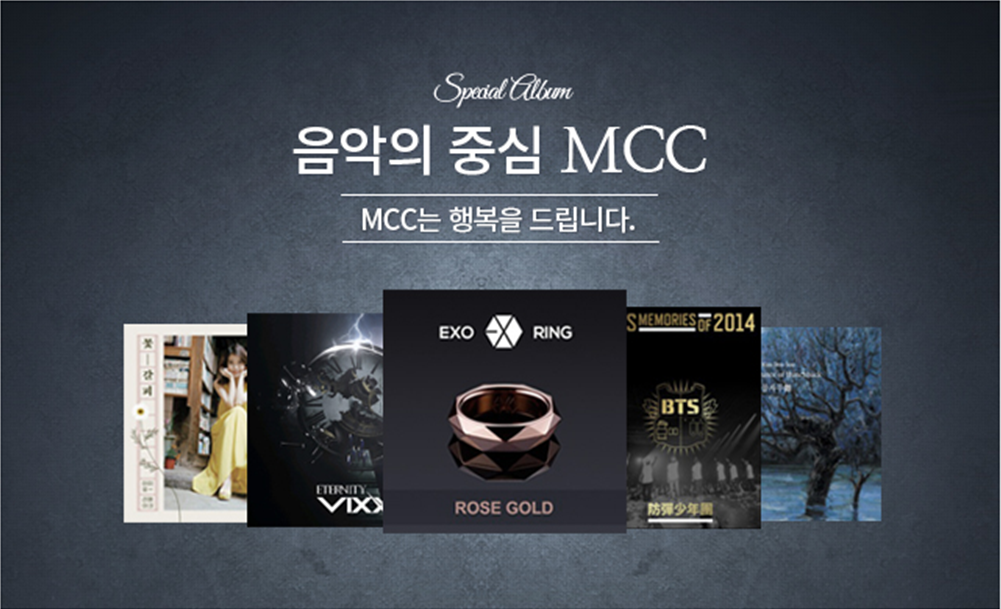 Special Album
음악의 중심 MCC
MCC는 행복을 드립니다.
꽃
갈피
ETERNITY
VIXX
EXO RING
ROSE GOLD
S MEMORIES OF 2014
BTS
防彈少年團